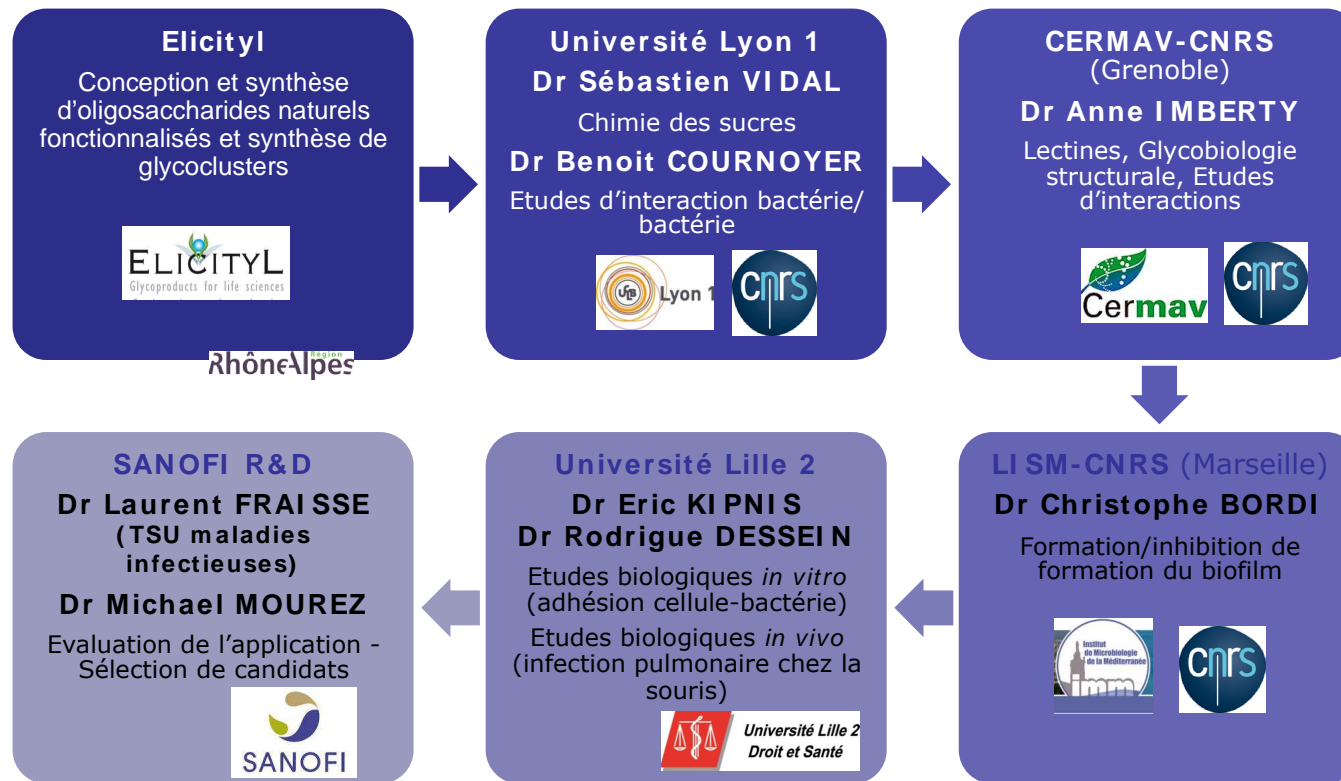 Elicityl
Conception et synthèse
d'oligosaccharides naturels
fonctionnalisés et synthèse de
glycoclusters
ELICITYL
Glycoproducts for life sciences
RhôneAlpes
Région
Université Lyon 1
Dr Sébastien VIDAL
Chimie des sucres
Dr Benoit COURNOYER
Etudes d'interaction bactérie/
bactérie
UCB
Lyon 1
cnrs
CERMAV-CNRS
(Grenoble)
Dr Anne IMBERTY
Lectines, Glycobiologie
structurale, Etudes
d'interactions
Cermav
cnrs
LISM-CNRS (Marseille)
Dr Christophe BORDI
Formation/inhibition de
formation du biofilm
Institut
de Microbiologie
de la Méditerranée
imm
cnrs
Université Lille 2
Dr Eric KIPNIS
Dr Rodrigue DESSEIN
Etudes biologiques in vitro
(adhésion cellule-bactérie)
Etudes biologiques in vivo
(infection pulmonaire chez la
souris)
Université Lille 2
Droit et Santé
SANOFI R&D
Dr Laurent FRAISSE
(TSU maladies
infectieuses)
Dr Michael MOUREZ
Evaluation de l'application -
Sélection de candidats
SANOFI